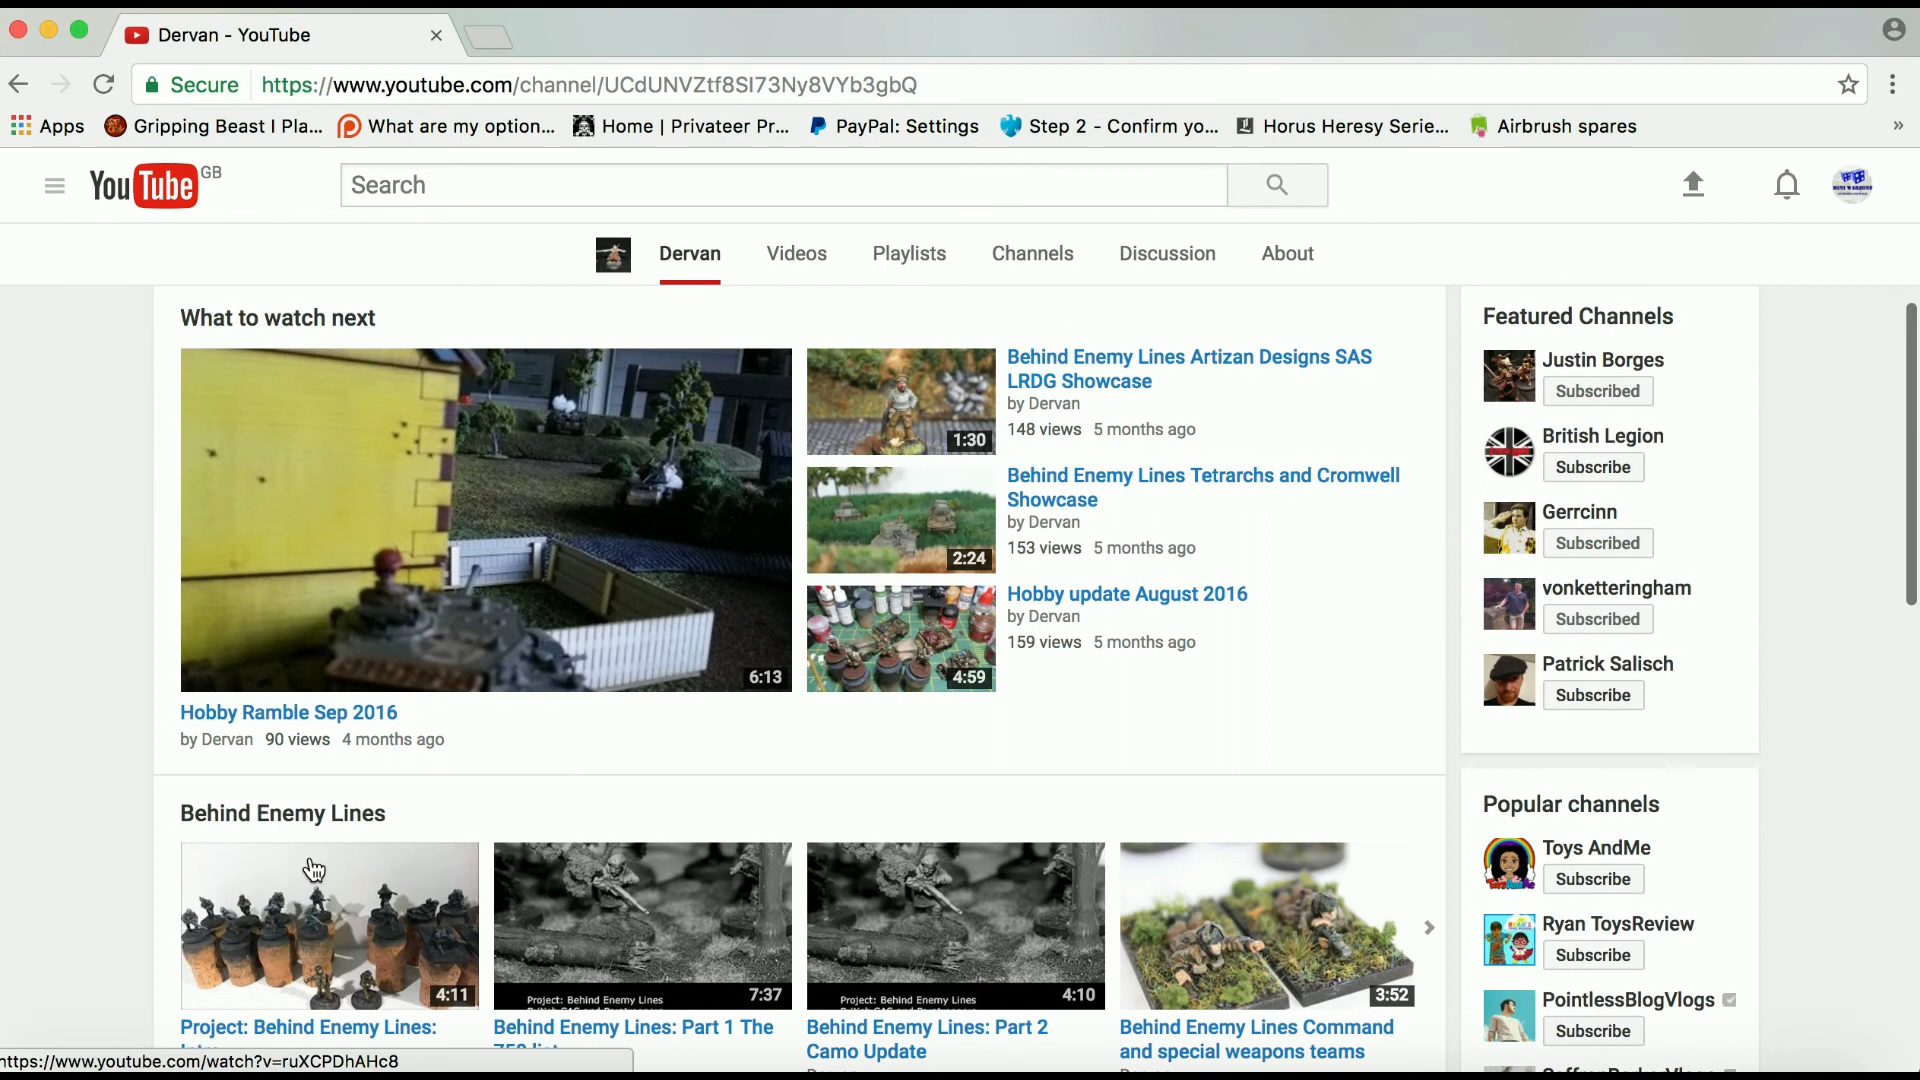 Dervan - YouTube
Secure https://www.youtube.com/channel/UCdUNVZtf8SI73Ny8VYb3gbQ
Apps Gripping Beast I Pla... What are my option... Home | Privateer Pr... PayPal: Settings Step 2 - Confirm yo... Horus Heresy Serie... Airbrush spares »
YouTube GB Search
Dervan Videos Playlists Channels Discussion About
What to watch next
6:13
Hobby Ramble Sep 2016
by Dervan 90 views 4 months ago
Behind Enemy Lines Artizan Designs SAS
LRDG Showcase
by Dervan
148 views 5 months ago
1:30
Behind Enemy Lines Tetrarchs and Cromwell
Showcase
by Dervan
153 views 5 months ago
2:24
Hobby update August 2016
by Dervan
159 views 5 months ago
4:59
Featured Channels
Justin Borges
Subscribed
British Legion
Subscribe
Gerrcinn
Subscribed
vonketteringham
Subscribed
Patrick Salisch
Subscribe
Behind Enemy Lines
4:11
Project: Behind Enemy Lines:
Project: Behind Enemy Lines
7:37
Behind Enemy Lines: Part 1 The
Project: Behind Enemy Lines
4:10
Behind Enemy Lines: Part 2
Camo Update
3:52
Behind Enemy Lines Command
and special weapons teams
Popular channels
Toys AndMe
Subscribe
Ryan ToysReview
Subscribe
PointlessBlogVlogs
Subscribe
https://www.youtube.com/watch?v=ruXCPDhAHc8